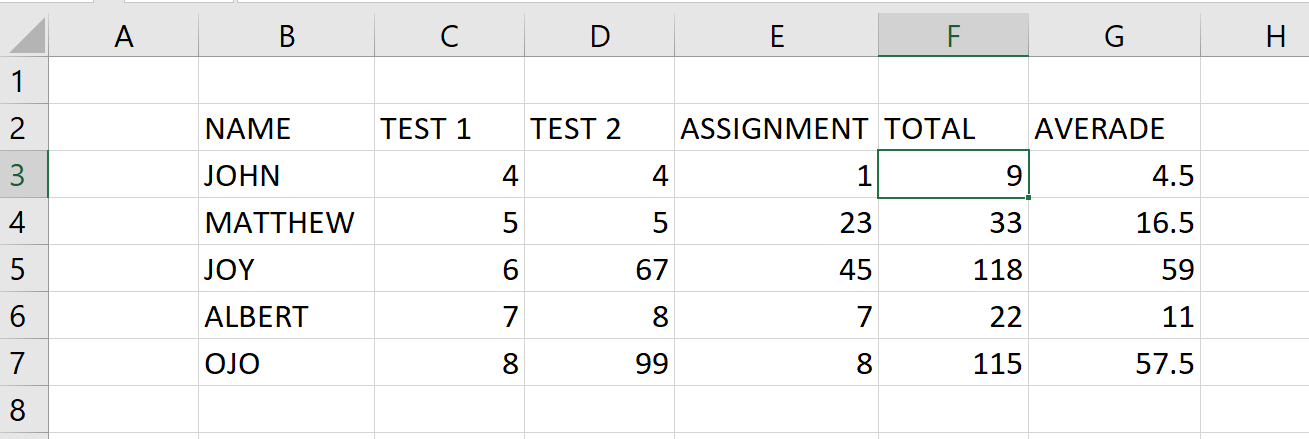 A B C D E F G H
1
2 NAME TEST 1 TEST 2 ASSIGNMENT TOTAL AVERADE
3 JOHN 4 4 1 9 4.5
4 MATTHEW 5 5 23 33 16.5
5 JOY 6 67 45 118 59
6 ALBERT 7 8 7 22 11
7 OJO 8 99 8 115 57.5
8